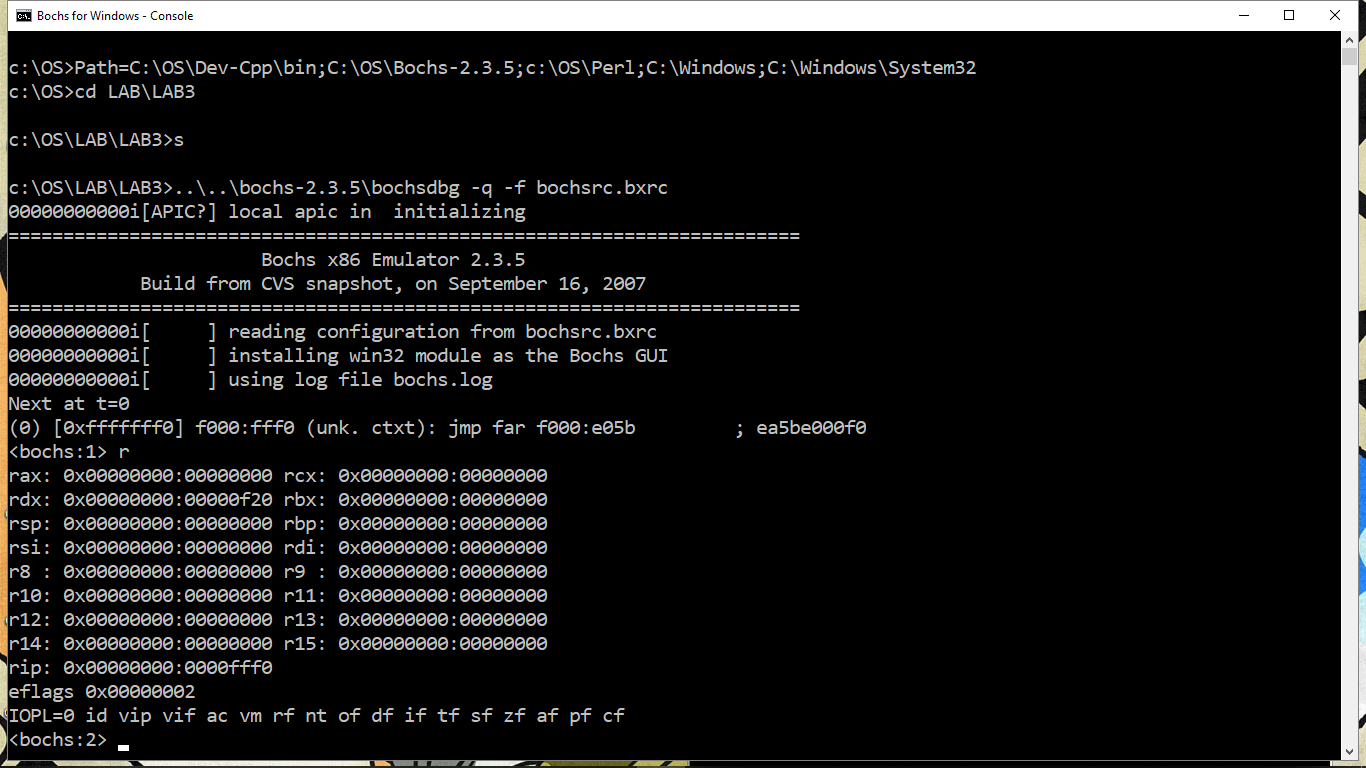 Bochs for Windows - Console
c:\OS>Path=C:\OS\Dev-Cpp\bin;C:\OS\Bochs-2.3.5;c:\OS\Perl;C:\Windows;C:\Windows\System32
c:\OS>cd LAB\LAB3
c:\OS\LAB\LAB3>s
c:\OS\LAB\LAB3>..\..\bochs-2.3.5\bochsdbg -q -f bochsrc.bxrc
00000000000i[APIC?] local apic in  initializing
========================================================================
                       Bochs x86 Emulator 2.3.5
            Build from CVS snapshot, on September 16, 2007
========================================================================
00000000000i[     ] reading configuration from bochsrc.bxrc
00000000000i[     ] installing win32 module as the Bochs GUI
00000000000i[     ] using log file bochs.log
Next at t=0
(0) [0xfffffff0] f000:fff0 (unk. ctxt): jmp far f000:e05b         ; ea5be000f0
<bochs:1> r
rax: 0x00000000:00000000 rcx: 0x00000000:00000000
rdx: 0x00000000:00000f20 rbx: 0x00000000:00000000
rsp: 0x00000000:00000000 rbp: 0x00000000:00000000
rsi: 0x00000000:00000000 rdi: 0x00000000:00000000
r8 : 0x00000000:00000000 r9 : 0x00000000:00000000
r10: 0x00000000:00000000 r11: 0x00000000:00000000
r12: 0x00000000:00000000 r13: 0x00000000:00000000
r14: 0x00000000:00000000 r15: 0x00000000:00000000
rip: 0x00000000:0000fff0
eflags 0x00000002
IOPL=0 id vip vif ac vm rf nt of df if tf sf zf af pf cf
<bochs:2>